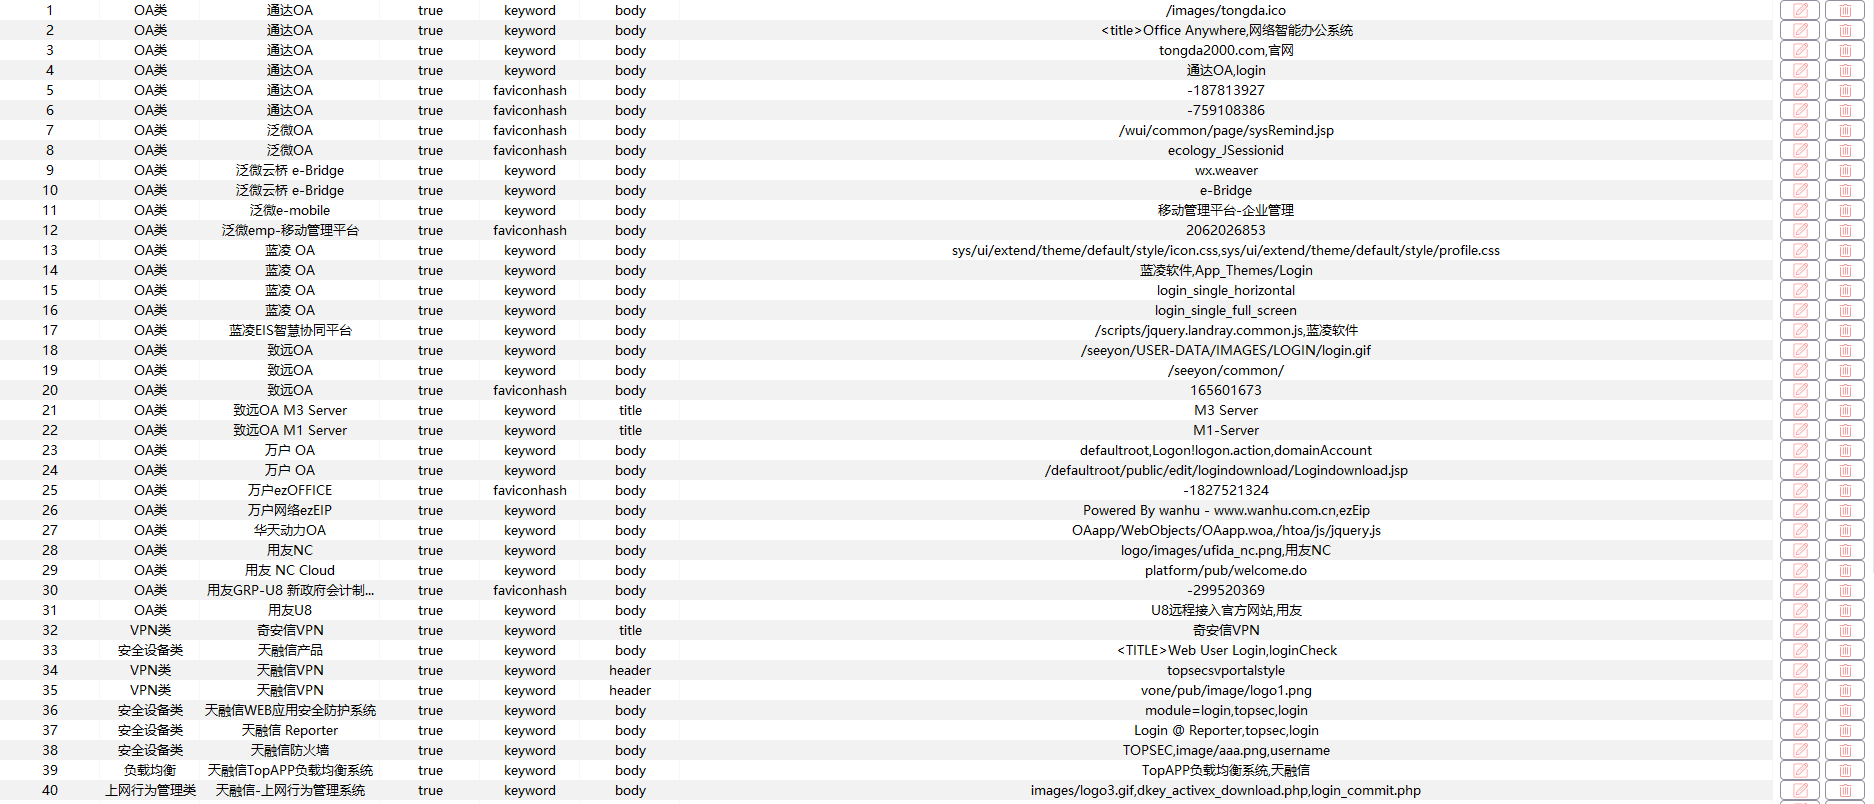 1 OA类 通达OA true keyword body /images/tongda.ico
2 OA类 通达OA true keyword body <title>Office Anywhere,网络智能办公系统
3 OA类 通达OA true keyword body tongda2000.com,官网
4 OA类 通达OA true keyword body 通达OA,login
5 OA类 通达OA true faviconhash body -187813927
6 OA类 通达OA true faviconhash body -759108386
7 OA类 泛微OA true faviconhash body /wui/common/page/sysRemind.jsp
8 OA类 泛微OA true faviconhash body ecology_JSessionid
9 OA类 泛微云桥 e-Bridge true keyword body wx.weaver
10 OA类 泛微云桥 e-Bridge true keyword body e-Bridge
11 OA类 泛微e-mobile true keyword body 移动管理平台-企业管理
12 OA类 泛微emp-移动管理平台 true faviconhash body 2062026853
13 OA类 蓝凌 OA true keyword body sys/ui/extend/theme/default/style/icon.css,sys/ui/extend/theme/default/style/profile.css
14 OA类 蓝凌 OA true keyword body 蓝凌软件,App_Themes/Login
15 OA类 蓝凌 OA true keyword body login_single_horizontal
16 OA类 蓝凌 OA true keyword body login_single_full_screen
17 OA类 蓝凌EIS智慧协同平台 true keyword body /scripts/jquery.landray.common.js,蓝凌软件
18 OA类 致远OA true keyword body /seeyon/USER-DATA/IMAGES/LOGIN/login.gif
19 OA类 致远OA true keyword body /seeyon/common/
20 OA类 致远OA true faviconhash body 165601673
21 OA类 致远OA M3 Server true keyword title M3 Server
22 OA类 致远OA M1 Server true keyword title M1-Server
23 OA类 万户 OA true keyword body defaultroot,Logon!logon.action,domainAccount
24 OA类 万户 OA true keyword body /defaultroot/public/edit/logindownload/Logindownload.jsp
25 OA类 万户ezOFFICE true faviconhash body -1827521324
26 OA类 万户网络ezEIP true keyword body Powered By wanhu - www.wanhu.com.cn,ezEip
27 OA类 华天动力OA true keyword body OAapp/WebObjects/OAapp.woa,/htoa/js/jquery.js
28 OA类 用友NC true keyword body logo/images/ufida_nc.png,用友NC
29 OA类 用友 NC Cloud true keyword body platform/pub/welcome.do
30 OA类 用友GRP-U8 新政府会计制... true faviconhash body -299520369
31 OA类 用友U8 true keyword body U8远程接入官方网站,用友
32 VPN类 奇安信VPN true keyword title 奇安信VPN
33 安全设备类 天融信产品 true keyword body <TITLE>Web User Login,loginCheck
34 VPN类 天融信VPN true keyword header topsecsvportalstyle
35 VPN类 天融信VPN true keyword header vone/pub/image/logo1.png
36 安全设备类 天融信WEB应用安全防护系统 true keyword body module=login,topsec,login
37 安全设备类 天融信 Reporter true keyword body Login @ Reporter,topsec,login
38 安全设备类 天融信防火墙 true keyword body TOPSEC,image/aaa.png,username
39 负载均衡 天融信TopAPP负载均衡系统 true keyword body TopAPP负载均衡系统,天融信
40 上网行为管理类 天融信-上网行为管理系统 true keyword body images/logo3.gif,dkey_activex_download.php,login_commit.php